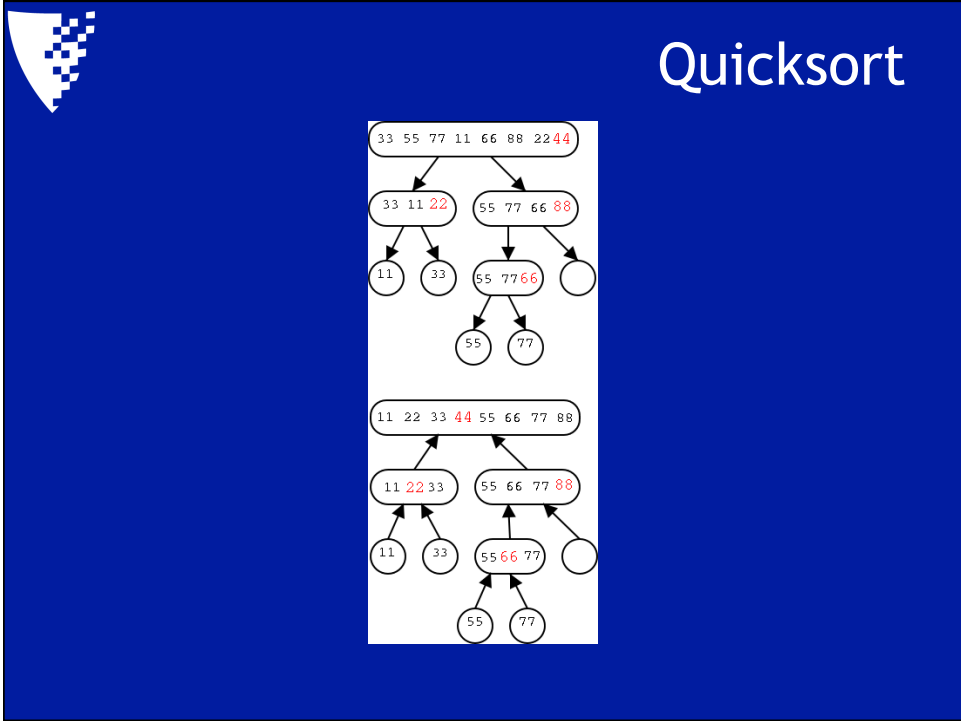 Quicksort
33 55 77 11 66 88 22 44
33 11 22 55 77 66 88
11 33 55 77 66
55 77
11 22 33 44 55 66 77 88
11 22 33 55 66 77 88
11 33 55 66 77
55 77